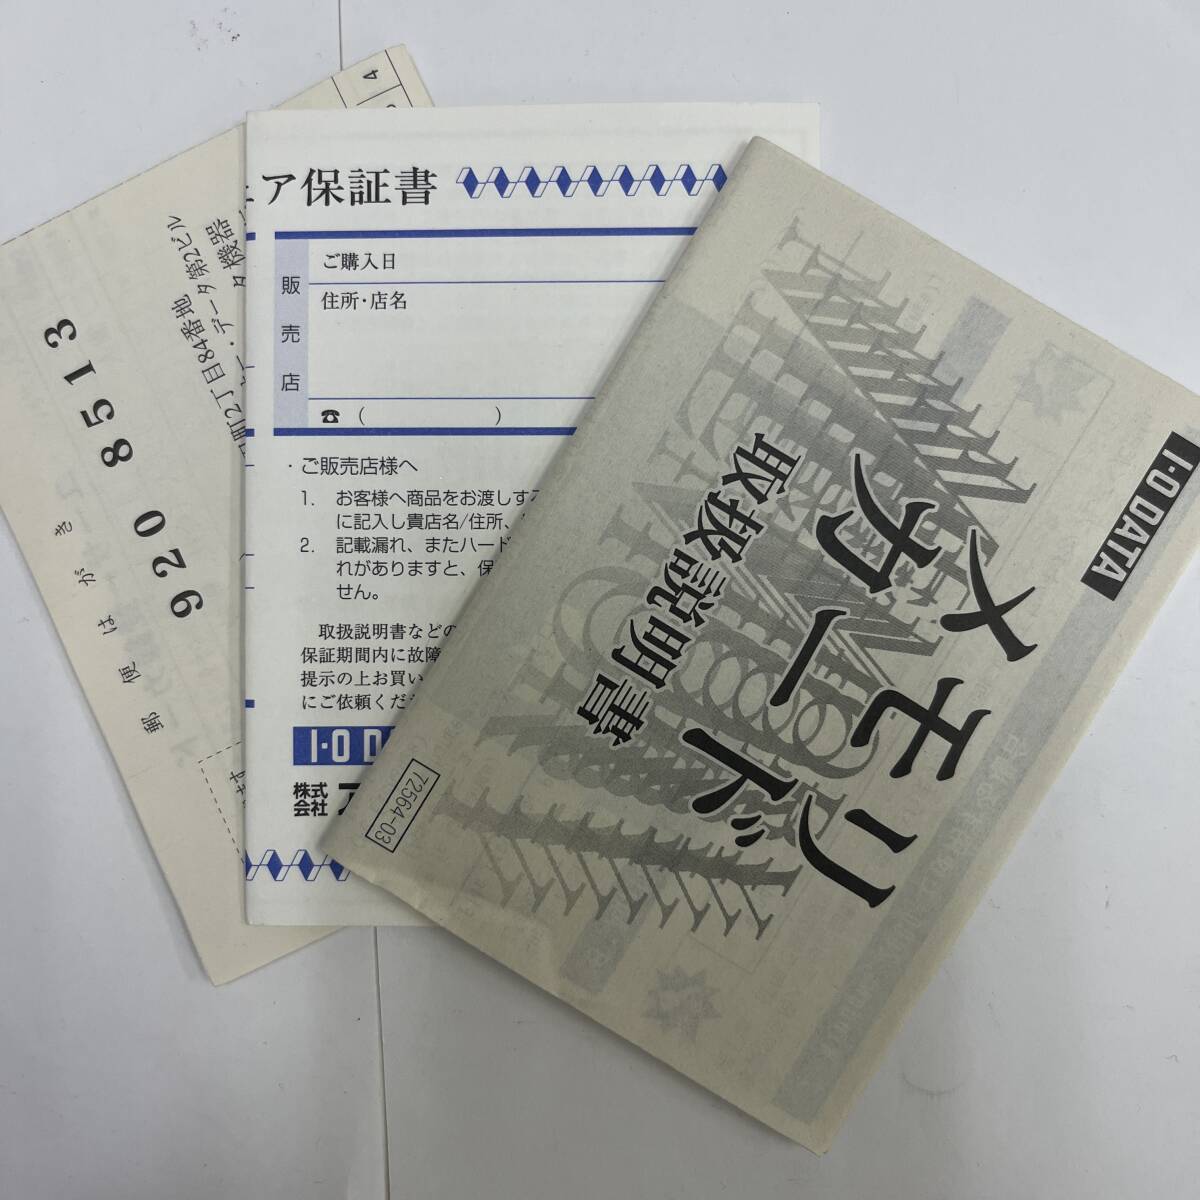 I·O DATA
メモリ
カード
取扱説明書
72564-03
ア保証書
販売店
ご購入日
住所・店名
☎ (　　　)
・ご販売店様へ
1. お客様へ商品をお渡しする
に記入し貴店名/住所、
2. 記載漏れ、またハード
れがありますと、保
せん。
取扱説明書などの
保証期間内に故障
提示の上お買い
にご依頼くだ
I·O D
株式会社
郵便はがき
920 8513
町2丁目84番地
データ第2ビル
タ機器
4